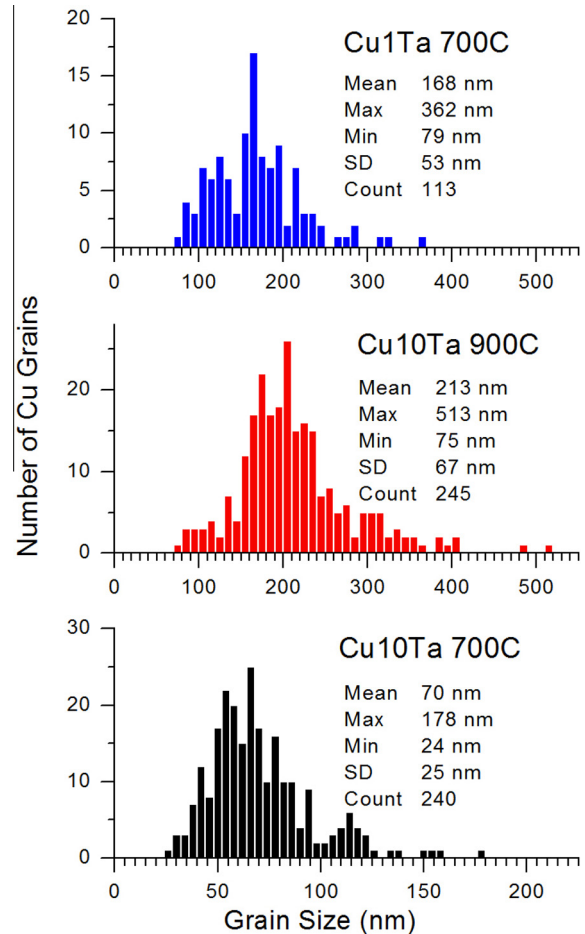 Number of Cu Grains
Cu1Ta 700C
Mean 168 nm
Max 362 nm
Min 79 nm
SD 53 nm
Count 113
20
15
10
5
0
0 100 200 300 400 500
Cu10Ta 900C
Mean 213 nm
Max 513 nm
Min 75 nm
SD 67 nm
Count 245
20
10
0
0 100 200 300 400 500
Cu10Ta 700C
Mean 70 nm
Max 178 nm
Min 24 nm
SD 25 nm
Count 240
30
20
10
0
0 50 100 150 200
Grain Size (nm)